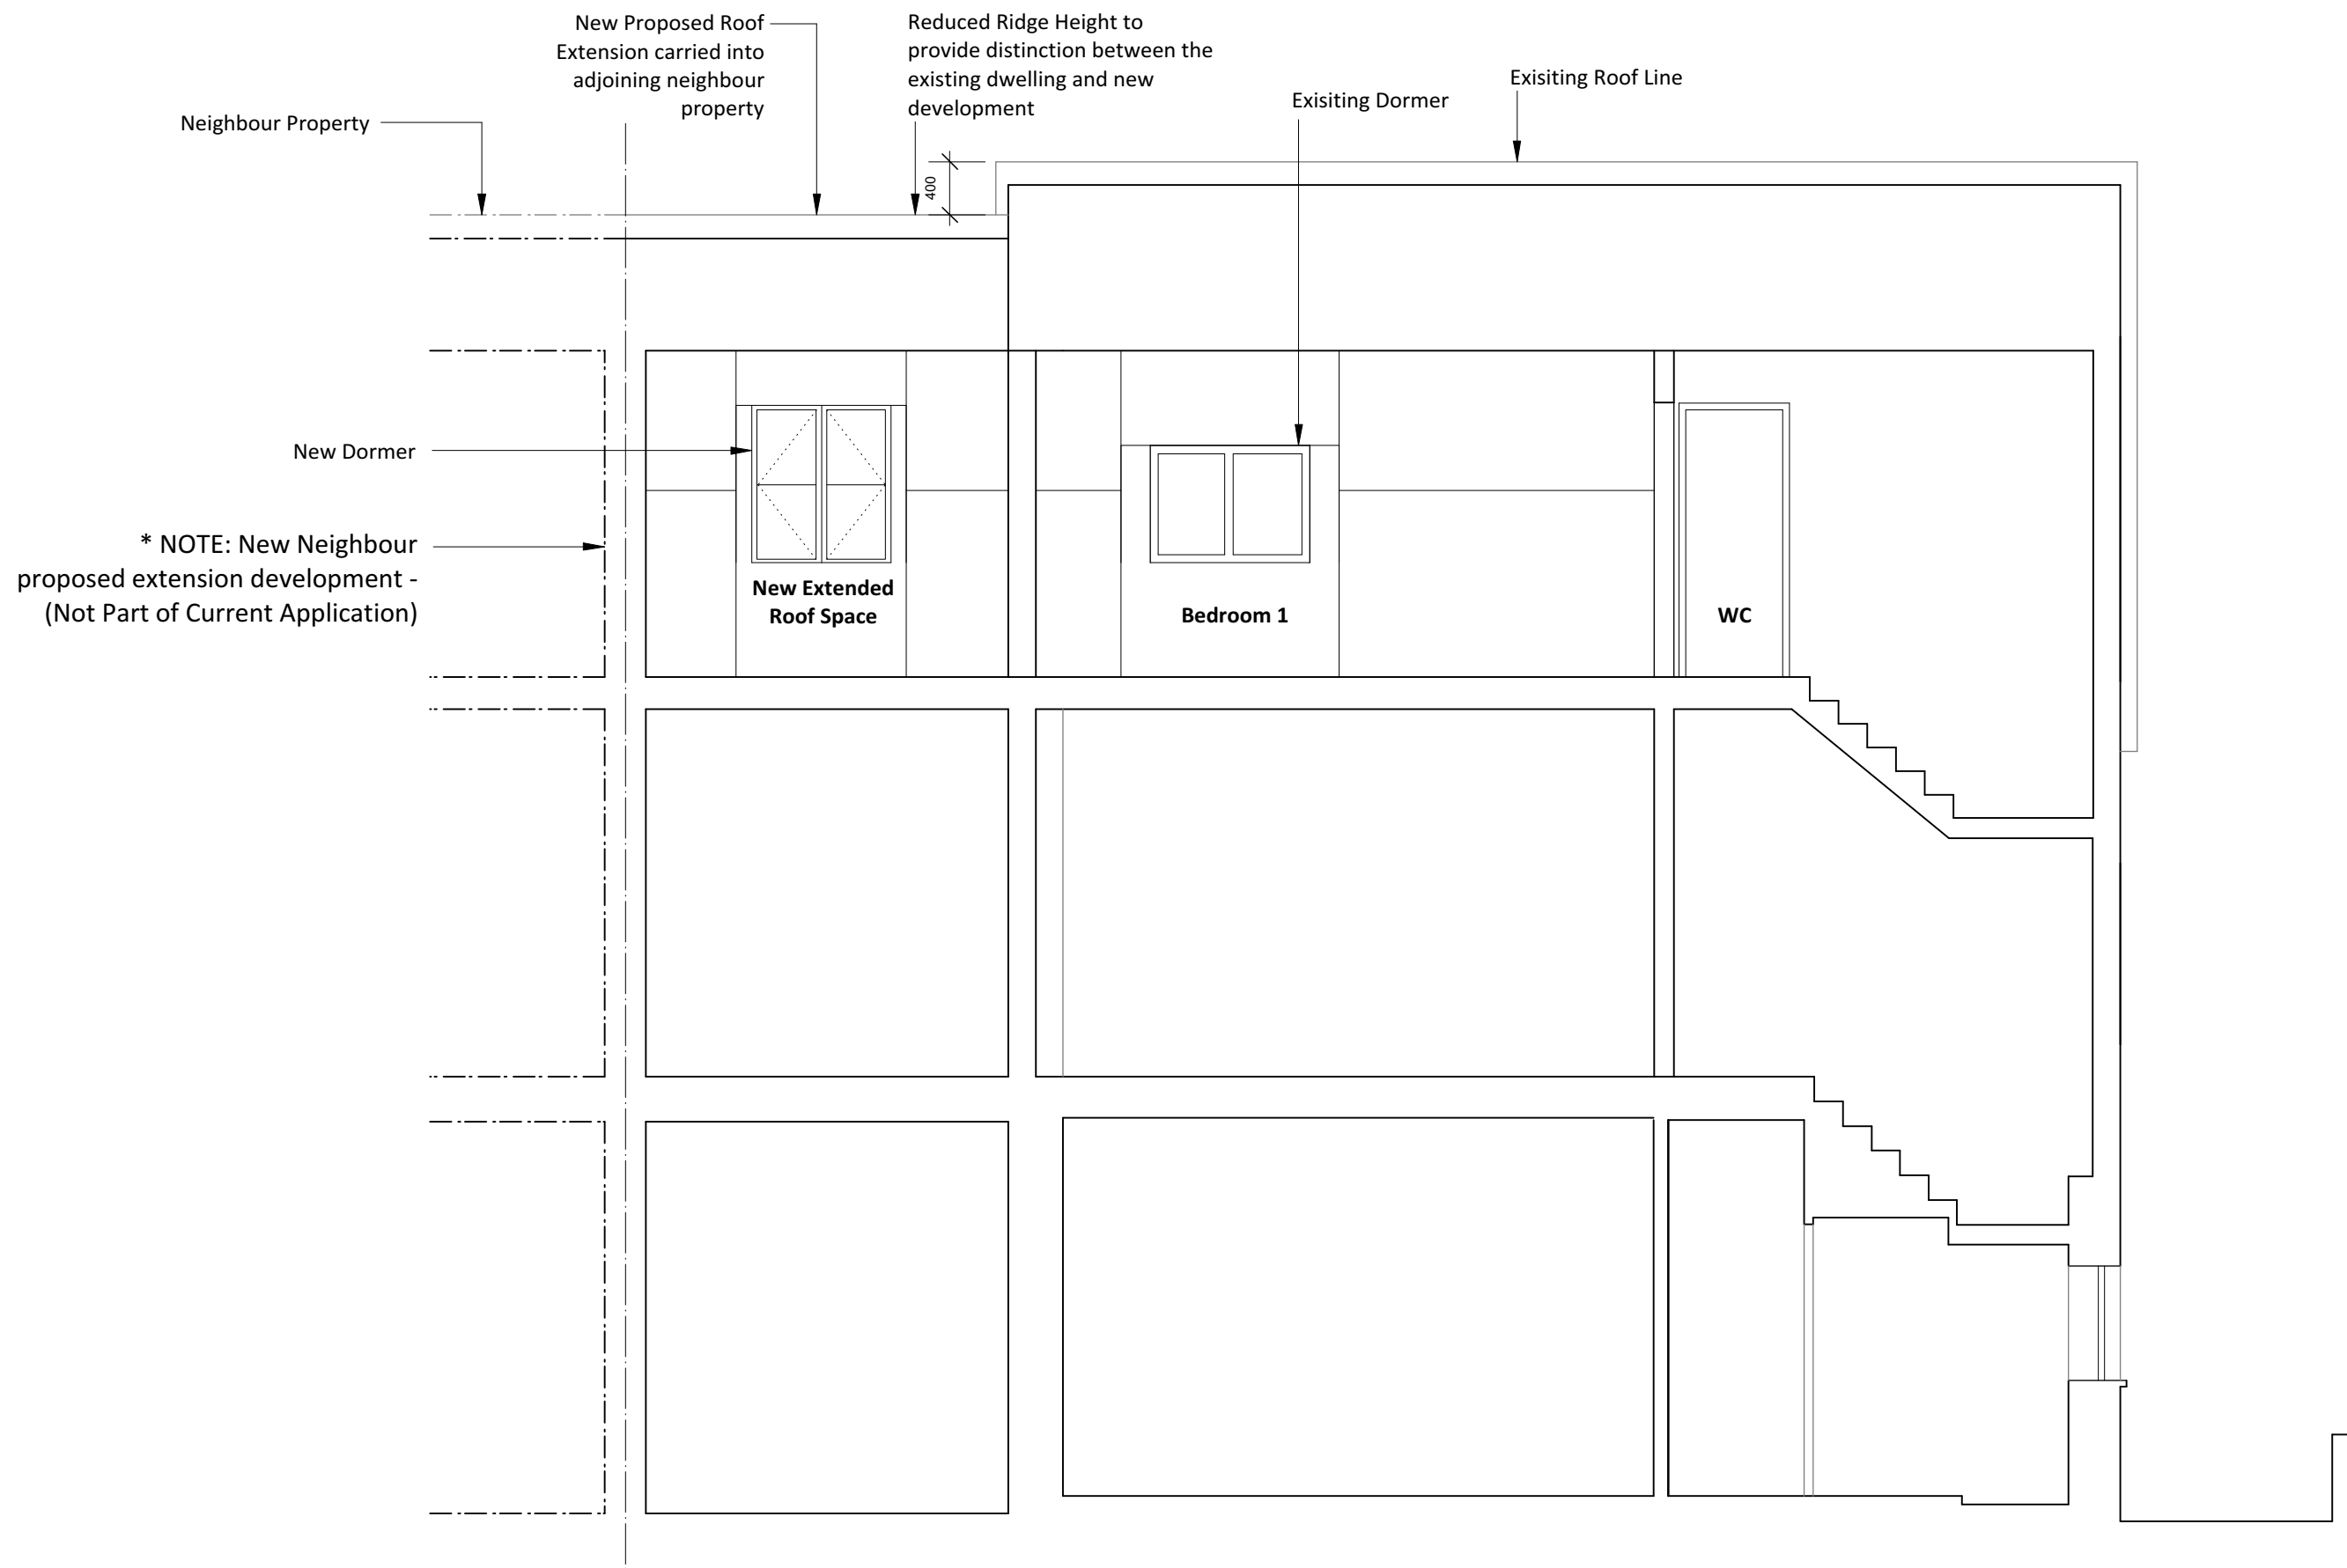 New Proposed Roof
Extension carried into
adjoining neighbour
property
Reduced Ridge Height to
provide distinction between the
existing dwelling and new
development
Exisiting Roof Line
Exisiting Dormer
Neighbour Property
400
New Dormer
* NOTE: New Neighbour
proposed extension development -
(Not Part of Current Application)
New Extended
Roof Space
Bedroom 1
WC